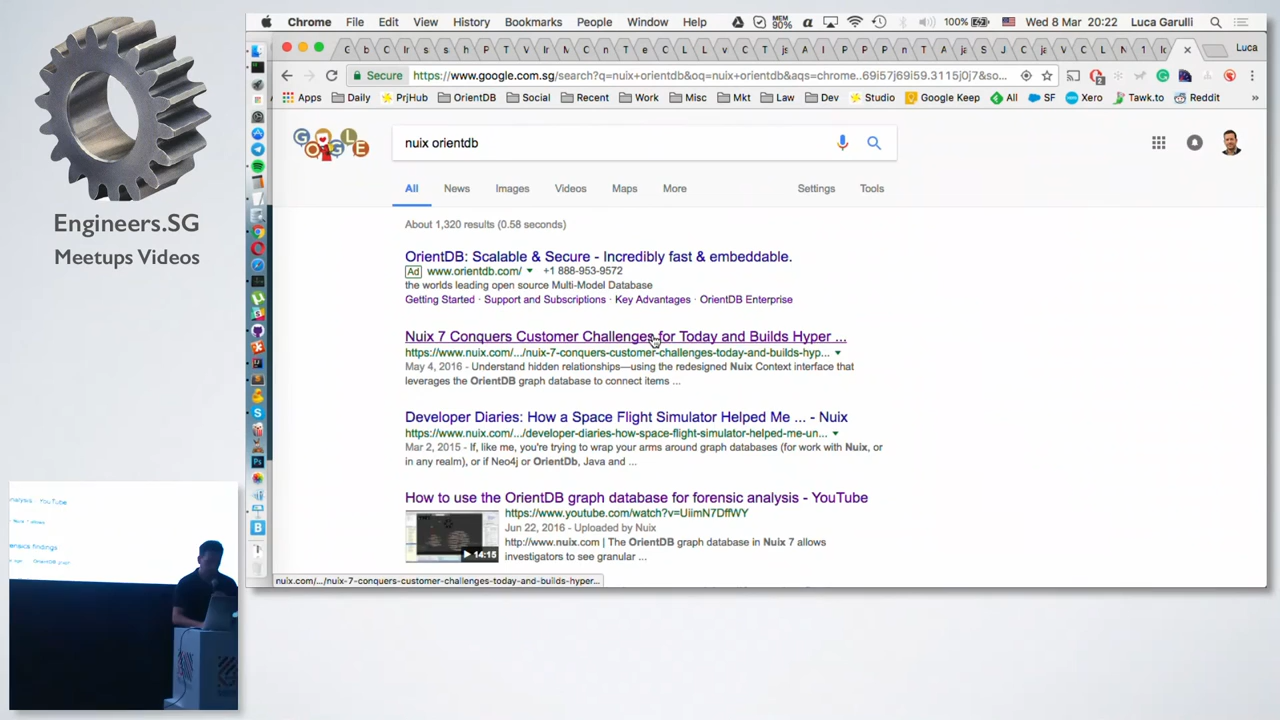 Engineers.SG
Meetups Videos
Chrome File Edit View History Bookmarks People Window Help
MEM 90% 100% Wed 8 Mar 20:22 Luca Garulli
Luca
Secure https://www.google.com.sg/search?q=nuix+orientdb&oq=nuix+orientdb&aqs=chrome..69i57j69i59.3115j0j7&so...
Apps Daily PrjHub OrientDB Social Recent Work Misc Mkt Law Dev Studio Google Keep All SF Xero Tawk.to Reddit »
GOOGLE
nuix orientdb
All News Images Videos Maps More Settings Tools
About 1,320 results (0.58 seconds)
OrientDB: Scalable & Secure - Incredibly fast & embeddable.
Ad www.orientdb.com/ +1 888-953-9572
the worlds leading open source Multi-Model Database
Getting Started · Support and Subscriptions · Key Advantages · OrientDB Enterprise
Nuix 7 Conquers Customer Challenges for Today and Builds Hyper ...
https://www.nuix.com/.../nuix-7-conquers-customer-challenges-today-and-builds-hyp...
May 4, 2016 - Understand hidden relationships—using the redesigned Nuix Context interface that
leverages the OrientDB graph database to connect items ...
Developer Diaries: How a Space Flight Simulator Helped Me ... - Nuix
https://www.nuix.com/.../developer-diaries-how-space-flight-simulator-helped-me-un...
Mar 2, 2015 - If, like me, you're trying to wrap your arms around graph databases (for work with Nuix, or
in any realm), or if Neo4j or OrientDb, Java and ...
How to use the OrientDB graph database for forensic analysis - YouTube
https://www.youtube.com/watch?v=UiimN7DffWY
Jun 22, 2016 - Uploaded by Nuix
http://www.nuix.com | The OrientDB graph database in Nuix 7 allows
investigators to see granular ...
14:15
nuix.com/.../nuix-7-conquers-customer-challenges-today-and-builds-hyper...